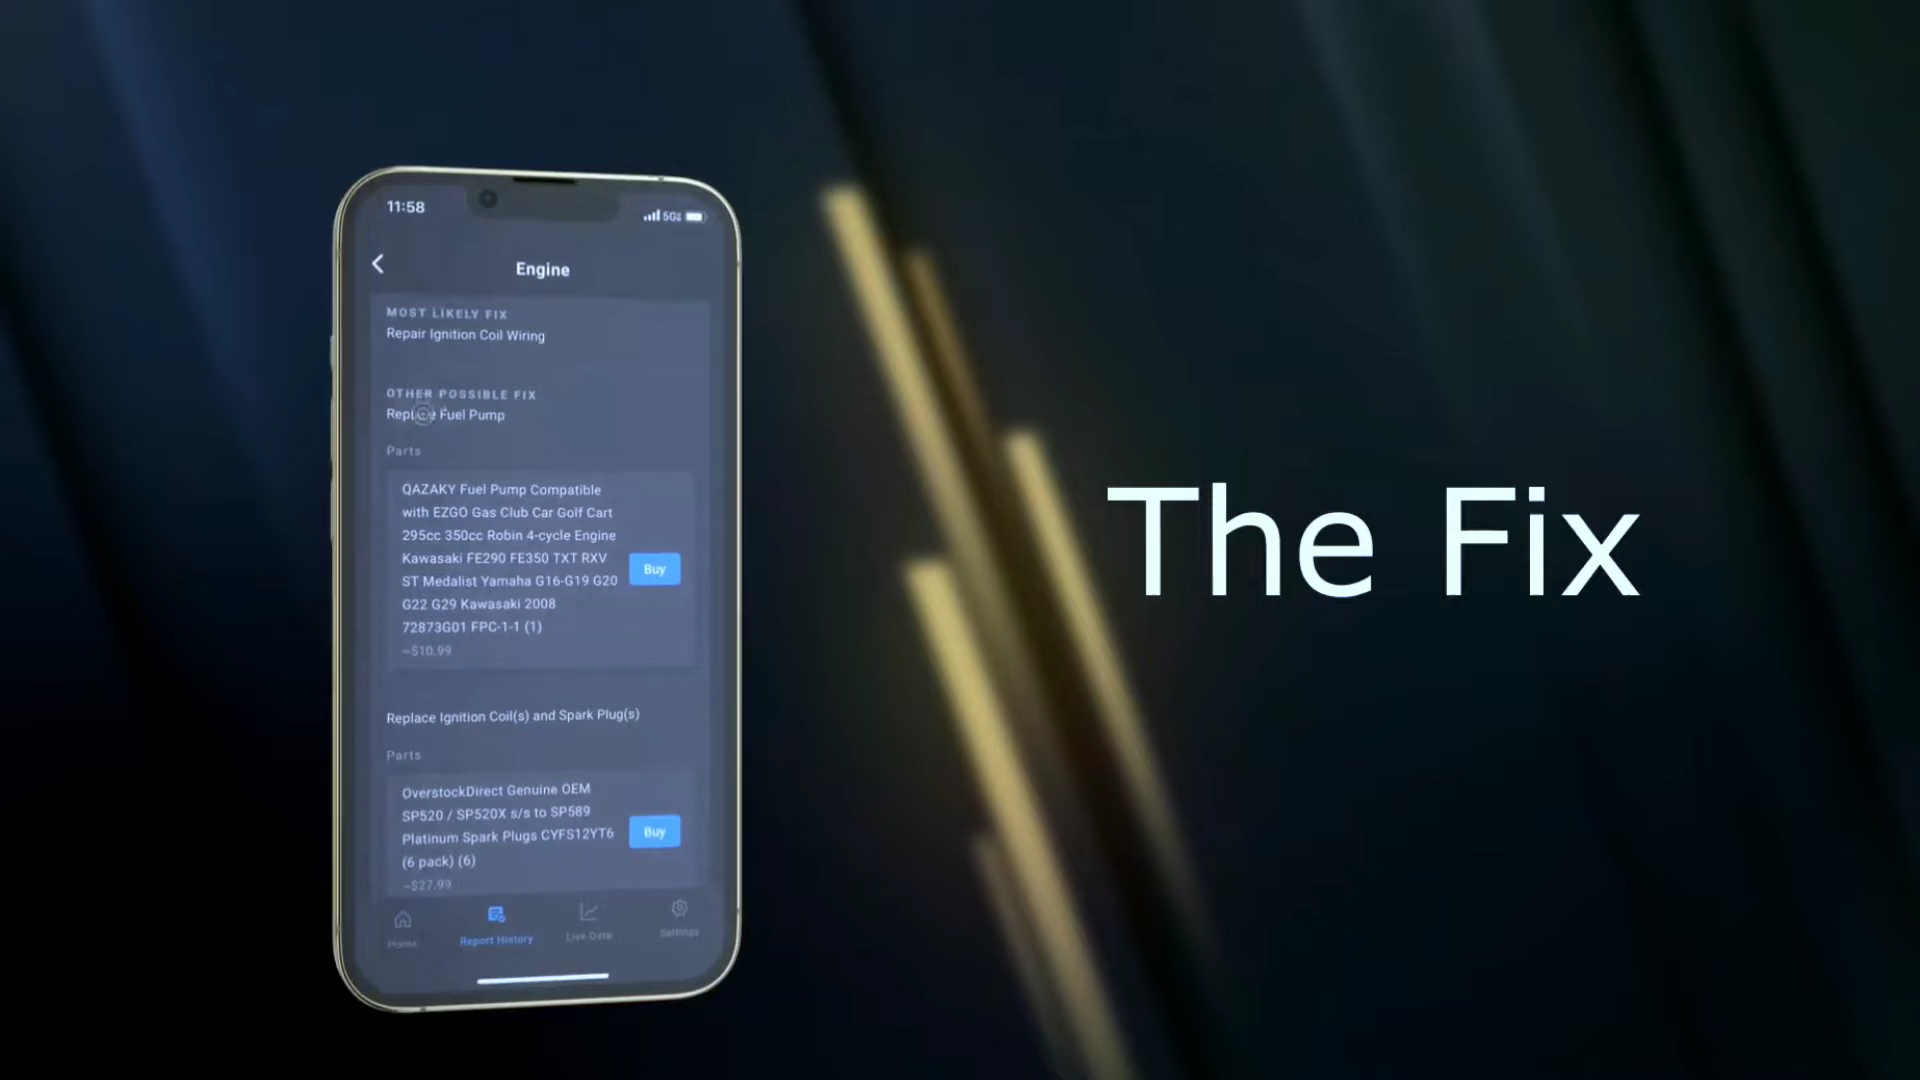 11:58
5G
Engine
MOST LIKELY FIX
Repair Ignition Coil Wiring
OTHER POSSIBLE FIX
Replace Fuel Pump
Parts
QAZAKY Fuel Pump Compatible
with EZGO Gas Club Car Golf Cart
295cc 350cc Robin 4-cycle Engine
Kawasaki FE290 FE350 TXT RXV
ST Medalist Yamaha G16-G19 G20
G22 G29 Kawasaki 2008
72873G01 FPC-1-1 (1)
~$10.99
Buy
Replace Ignition Coil(s) and Spark Plug(s)
Parts
OverstockDirect Genuine OEM
SP520 / SP520X s/s to SP589
Platinum Spark Plugs CYFS12YT6
(6 pack) (6)
~$27.99
Buy
Home
Report History
Live Data
Settings
The Fix